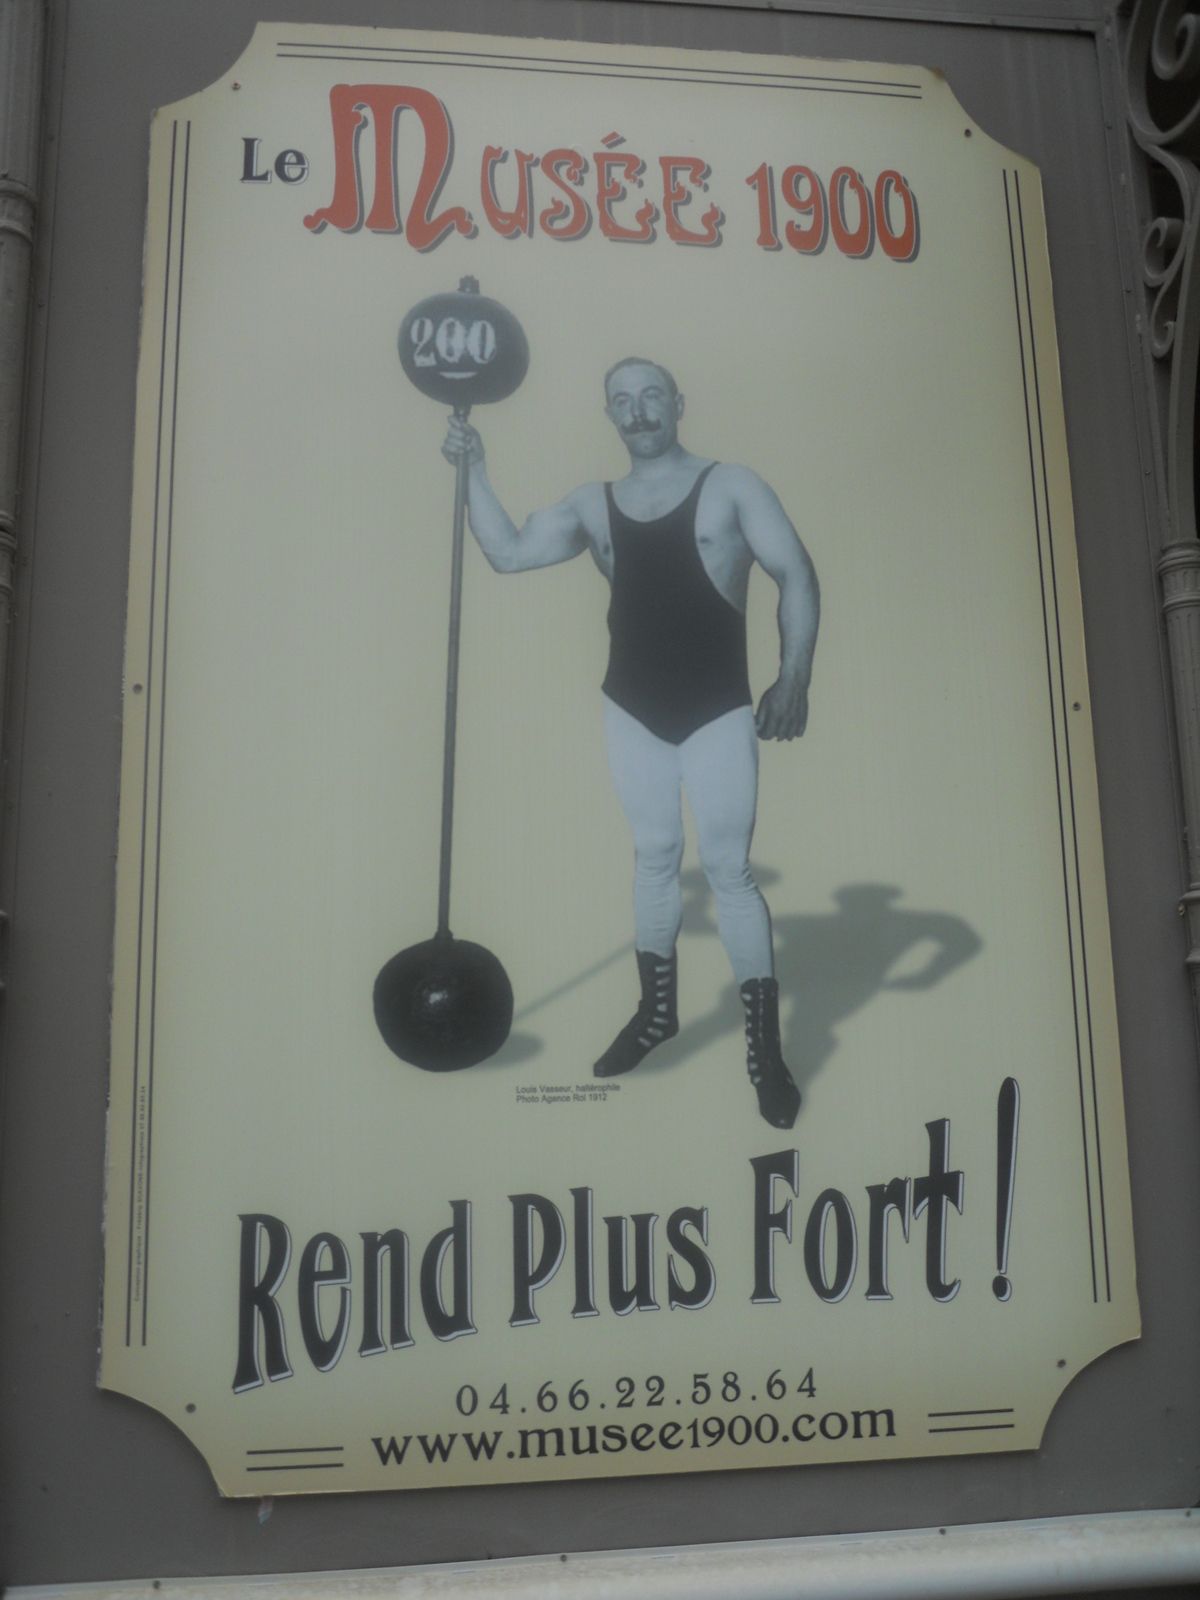 Le Musée 1900
200
Louis Vasseur, haltérophile
Photo Agence Rol 1912
Rend Plus Fort !
04.66.22.58.64
www.musee1900.com